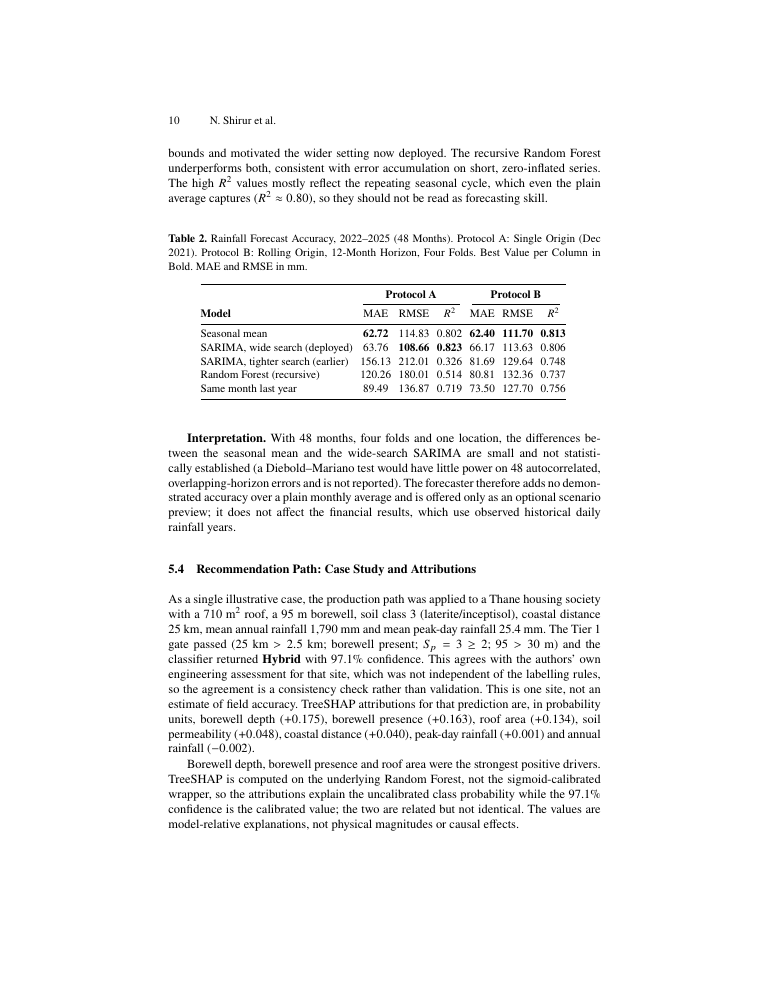 10 N. Shirur et al.
bounds and motivated the wider setting now deployed. The recursive Random Forest
underperforms both, consistent with error accumulation on short, zero-inflated series.
The high R² values mostly reflect the repeating seasonal cycle, which even the plain
average captures (R² ≈ 0.80), so they should not be read as forecasting skill.
Table 2. Rainfall Forecast Accuracy, 2022–2025 (48 Months). Protocol A: Single Origin (Dec
2021). Protocol B: Rolling Origin, 12-Month Horizon, Four Folds. Best Value per Column in
Bold. MAE and RMSE in mm.
Protocol A Protocol B
Model MAE RMSE R² MAE RMSE R²
Seasonal mean 62.72 114.83 0.802 62.40 111.70 0.813
SARIMA, wide search (deployed) 63.76 108.66 0.823 66.17 113.63 0.806
SARIMA, tighter search (earlier) 156.13 212.01 0.326 81.69 129.64 0.748
Random Forest (recursive) 120.26 180.01 0.514 80.81 132.36 0.737
Same month last year 89.49 136.87 0.719 73.50 127.70 0.756
Interpretation. With 48 months, four folds and one location, the differences be-
tween the seasonal mean and the wide-search SARIMA are small and not statisti-
cally established (a Diebold–Mariano test would have little power on 48 autocorrelated,
overlapping-horizon errors and is not reported). The forecaster therefore adds no demon-
strated accuracy over a plain monthly average and is offered only as an optional scenario
preview; it does not affect the financial results, which use observed historical daily
rainfall years.
5.4 Recommendation Path: Case Study and Attributions
As a single illustrative case, the production path was applied to a Thane housing society
with a 710 m² roof, a 95 m borewell, soil class 3 (laterite/inceptisol), coastal distance
25 km, mean annual rainfall 1,790 mm and mean peak-day rainfall 25.4 mm. The Tier 1
gate passed (25 km > 2.5 km; borewell present; Sₚ = 3 ≥ 2; 95 > 30 m) and the
classifier returned Hybrid with 97.1% confidence. This agrees with the authors' own
engineering assessment for that site, which was not independent of the labelling rules,
so the agreement is a consistency check rather than validation. This is one site, not an
estimate of field accuracy. TreeSHAP attributions for that prediction are, in probability
units, borewell depth (+0.175), borewell presence (+0.163), roof area (+0.134), soil
permeability (+0.048), coastal distance (+0.040), peak-day rainfall (+0.001) and annual
rainfall (−0.002).
Borewell depth, borewell presence and roof area were the strongest positive drivers.
TreeSHAP is computed on the underlying Random Forest, not the sigmoid-calibrated
wrapper, so the attributions explain the uncalibrated class probability while the 97.1%
confidence is the calibrated value; the two are related but not identical. The values are
model-relative explanations, not physical magnitudes or causal effects.